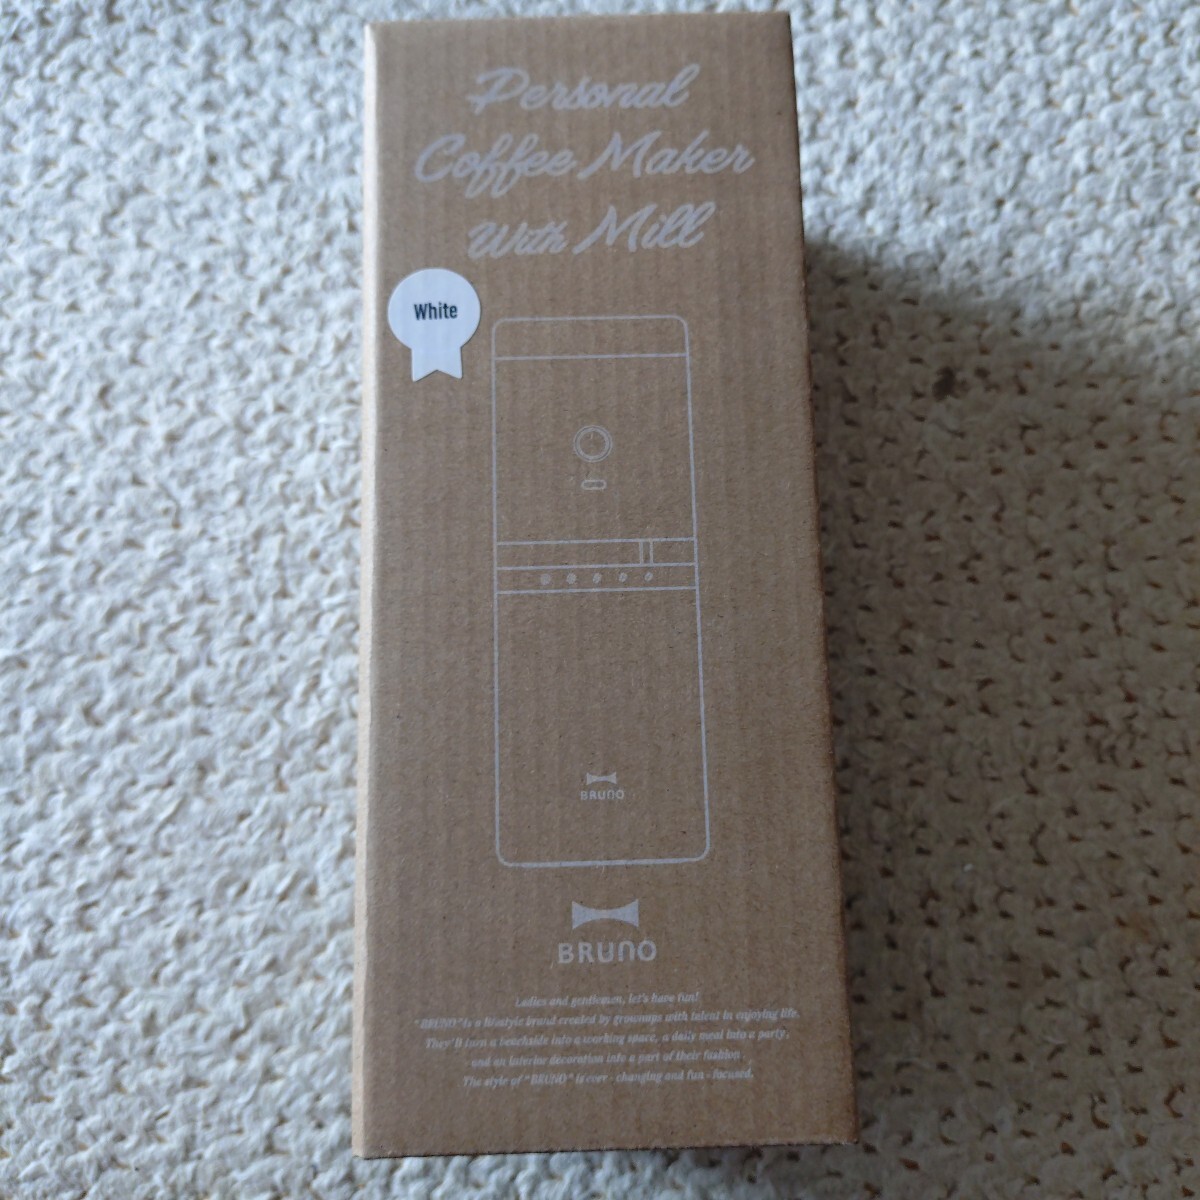 Personal
Coffee Maker
With Mill
White
BRUNO
BRUNO
Ladies and gentlemen, let's have fun!
"BRUNO" is a lifestyle brand created by grownups with talent in enjoying life.
They'll turn a beachside into a working space, a daily meal into a party,
and an interior decoration into a part of their fashion.
The style of "BRUNO" is ever - changing and fun - focused.